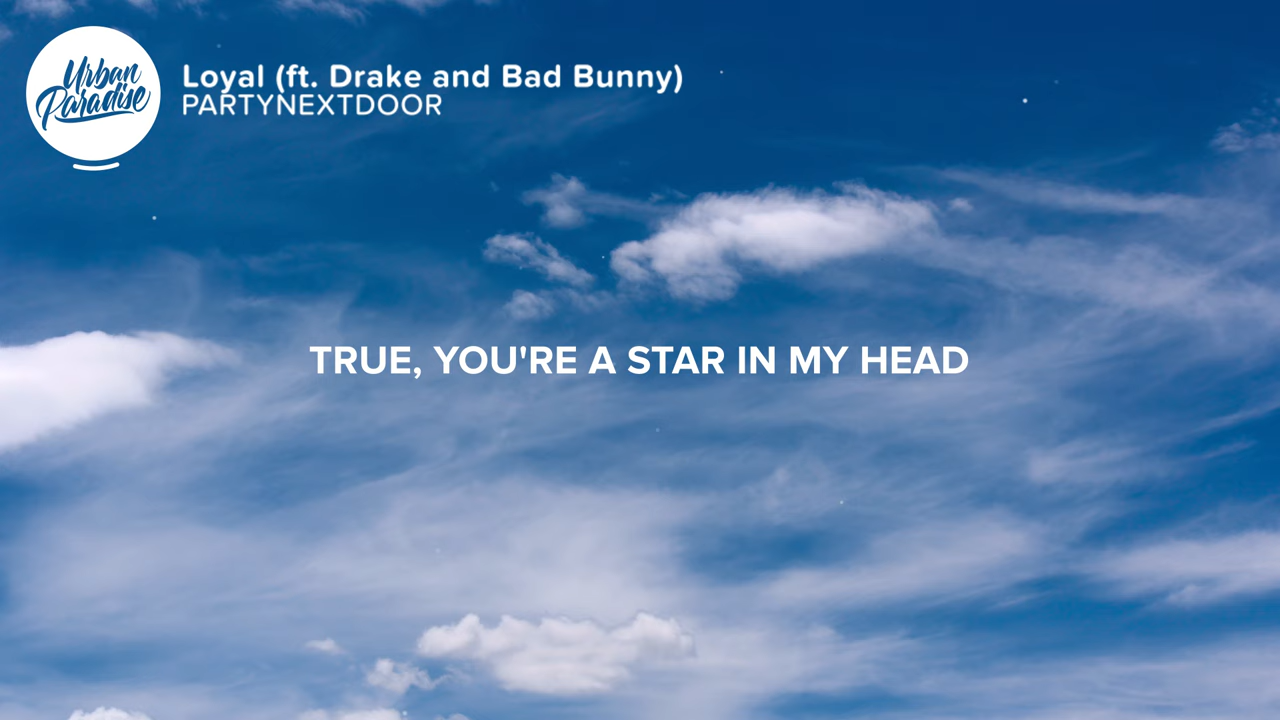 Urban
Paradise
Loyal (ft. Drake and Bad Bunny)
PARTYNEXTDOOR
TRUE, YOU'RE A STAR IN MY HEAD